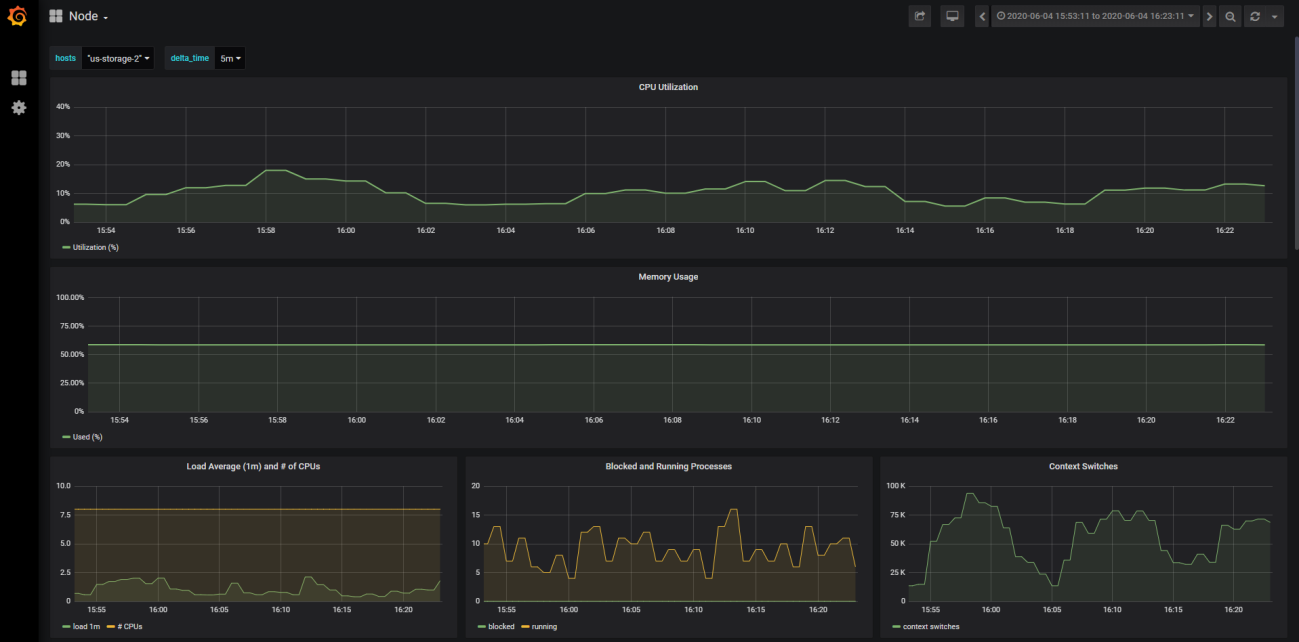 Node
2020-06-04 15:53:11 to 2020-06-04 16:23:11
hosts "us-storage-2" delta_time 5m
CPU Utilization
40%
30%
20%
10%
0%
15:54 15:56 15:58 16:00 16:02 16:04 16:06 16:08 16:10 16:12 16:14 16:16 16:18 16:20 16:22
Utilization (%)
Memory Usage
100.00%
75.00%
50.00%
25.00%
0%
15:54 15:56 15:58 16:00 16:02 16:04 16:06 16:08 16:10 16:12 16:14 16:16 16:18 16:20 16:22
Used (%)
Load Average (1m) and # of CPUs
10.0
7.5
5.0
2.5
0
15:55 16:00 16:05 16:10 16:15 16:20
load 1m # CPUs
Blocked and Running Processes
20
15
10
5
0
15:55 16:00 16:05 16:10 16:15 16:20
blocked running
Context Switches
100 K
75 K
50 K
25 K
0
15:55 16:00 16:05 16:10 16:15 16:20
context switches